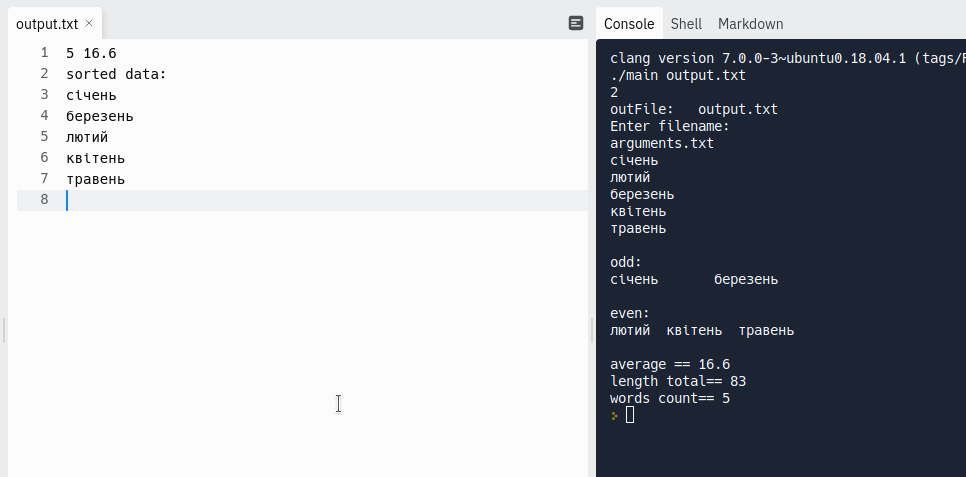 output.txt ×
1 5 16.6
2 sorted data:
3 січень
4 березень
5 лютий
6 квітень
7 травень
8
Console Shell Markdown
clang version 7.0.0-3~ubuntu0.18.04.1 (tags/
./main output.txt
2
outFile: output.txt
Enter filename:
arguments.txt
січень
лютий
березень
квітень
травень
odd:
січень березень
even:
лютий квітень травень
average == 16.6
length total== 83
words count== 5